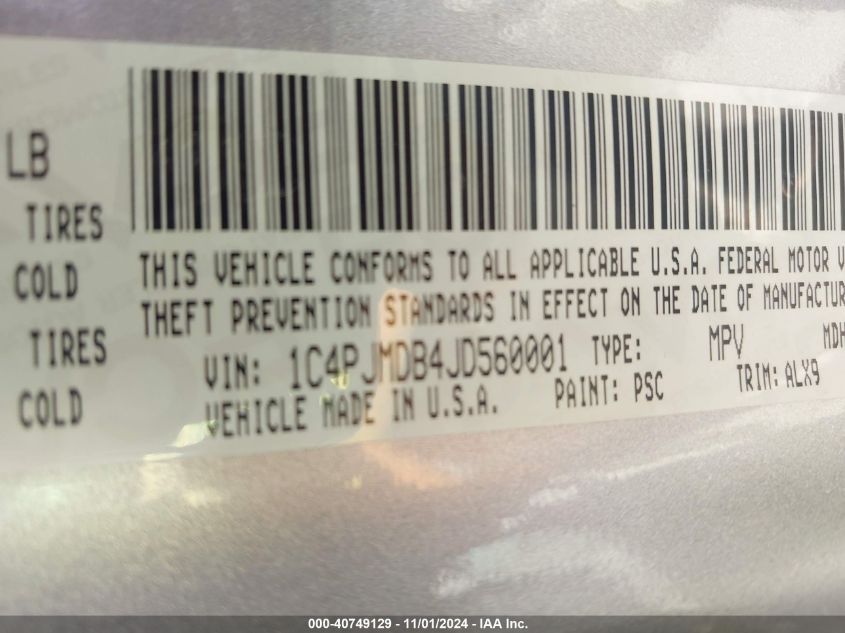 LB
TIRES
COLD
TIRES
COLD
THIS VEHICLE CONFORMS TO ALL APPLICABLE U.S.A. FEDERAL MOTOR V
THEFT PREVENTION STANDARDS IN EFFECT ON THE DATE OF MANUFACTUR
VIN: 1C4PJMDB4JD560001 TYPE: MPV MDH
VEHICLE MADE IN U.S.A. PAINT: PSC TRIM: ALX9
000-40749129 - 11/01/2024 - IAA Inc.